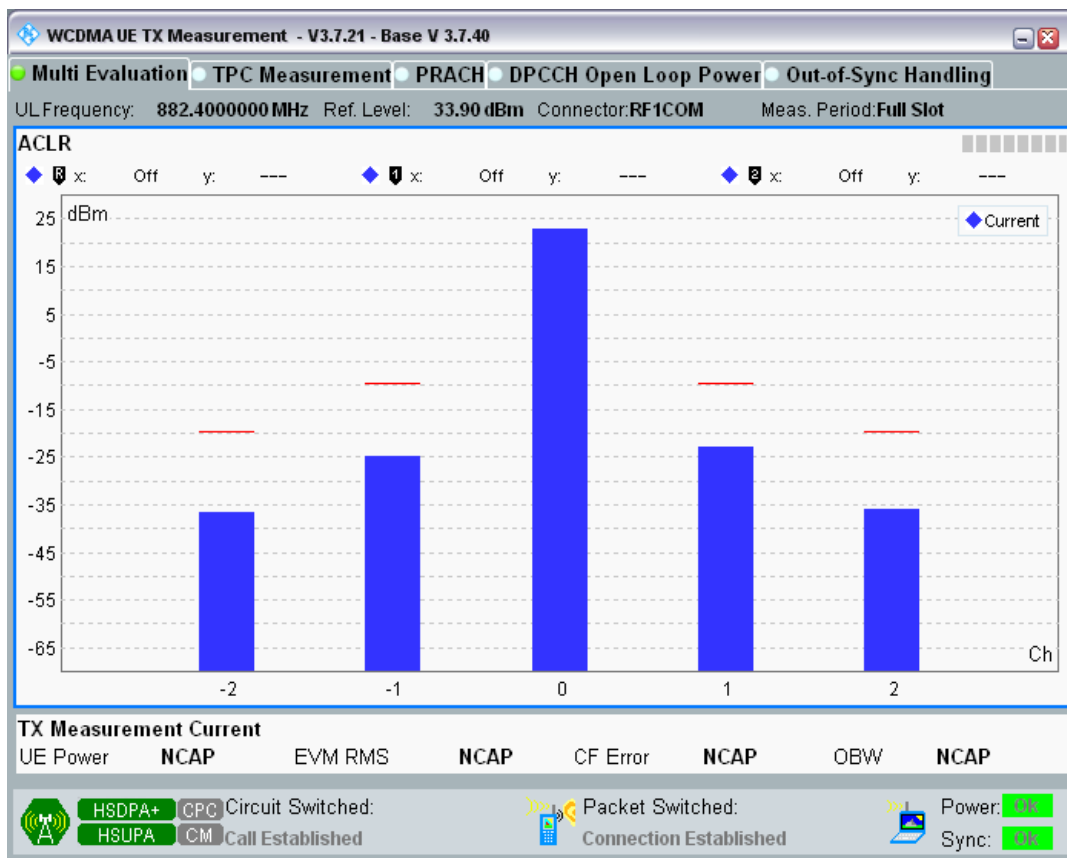 WCDMA UE TX Measurement - V3.7.21 - Base V 3.7.40
Multi Evaluation TPC Measurement PRACH DPCCH Open Loop Power Out-of-Sync Handling
UL Frequency: 882.4000000 MHz Ref. Level: 33.90 dBm Connector:RF1COM Meas. Period:Full Slot
ACLR
R x: Off y: --- 1 x: Off y: --- 2 x: Off y: ---
dBm
Current
25
15
5
-5
-15
-25
-35
-45
-55
-65
Ch
-2 -1 0 1 2
TX Measurement Current
UE Power NCAP EVM RMS NCAP CF Error NCAP OBW NCAP
HSDPA+ CPC Circuit Switched: Packet Switched: Power: Ok
HSUPA CM Call Established Connection Established Sync: Ok